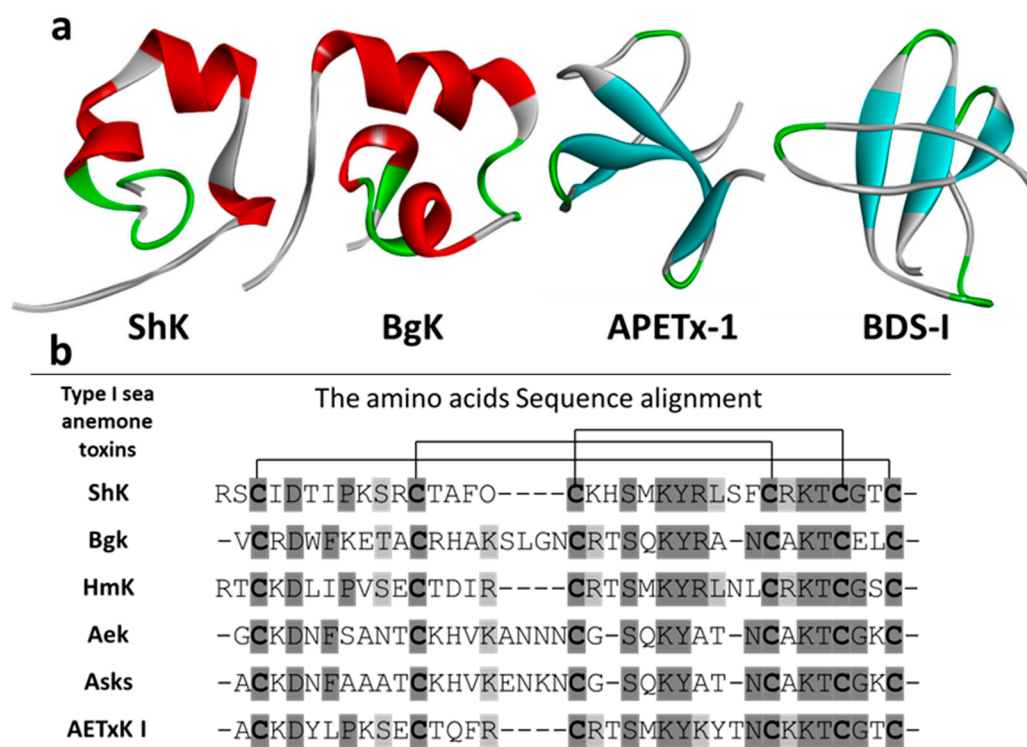 a
ShK BgK APETx-1 BDS-I
b
Type I sea
anemone
toxins
The amino acids Sequence alignment
ShK RSCIDTIPKSRCTAFO----CKHSMKYRLSFCRKTCGTC-
Bgk -VCRDWFKETACRHAKSLGNCRTSQKYRA-NCAKTCELC-
HmK RTCKDLIPVSECTDIR----CRTSMKYRLNLCRKTCGSC-
Aek -GCKDNFSANTCKHVKANNNCG-SQKYAT-NCAKTCGKC-
Asks -ACKDNFAAATCKHVKENKNCG-SQKYAT-NCAKTCGKC-
AETxK I -ACKDYLPKSECTQFR----CRTSMKYKYTNCKKTCGTC-